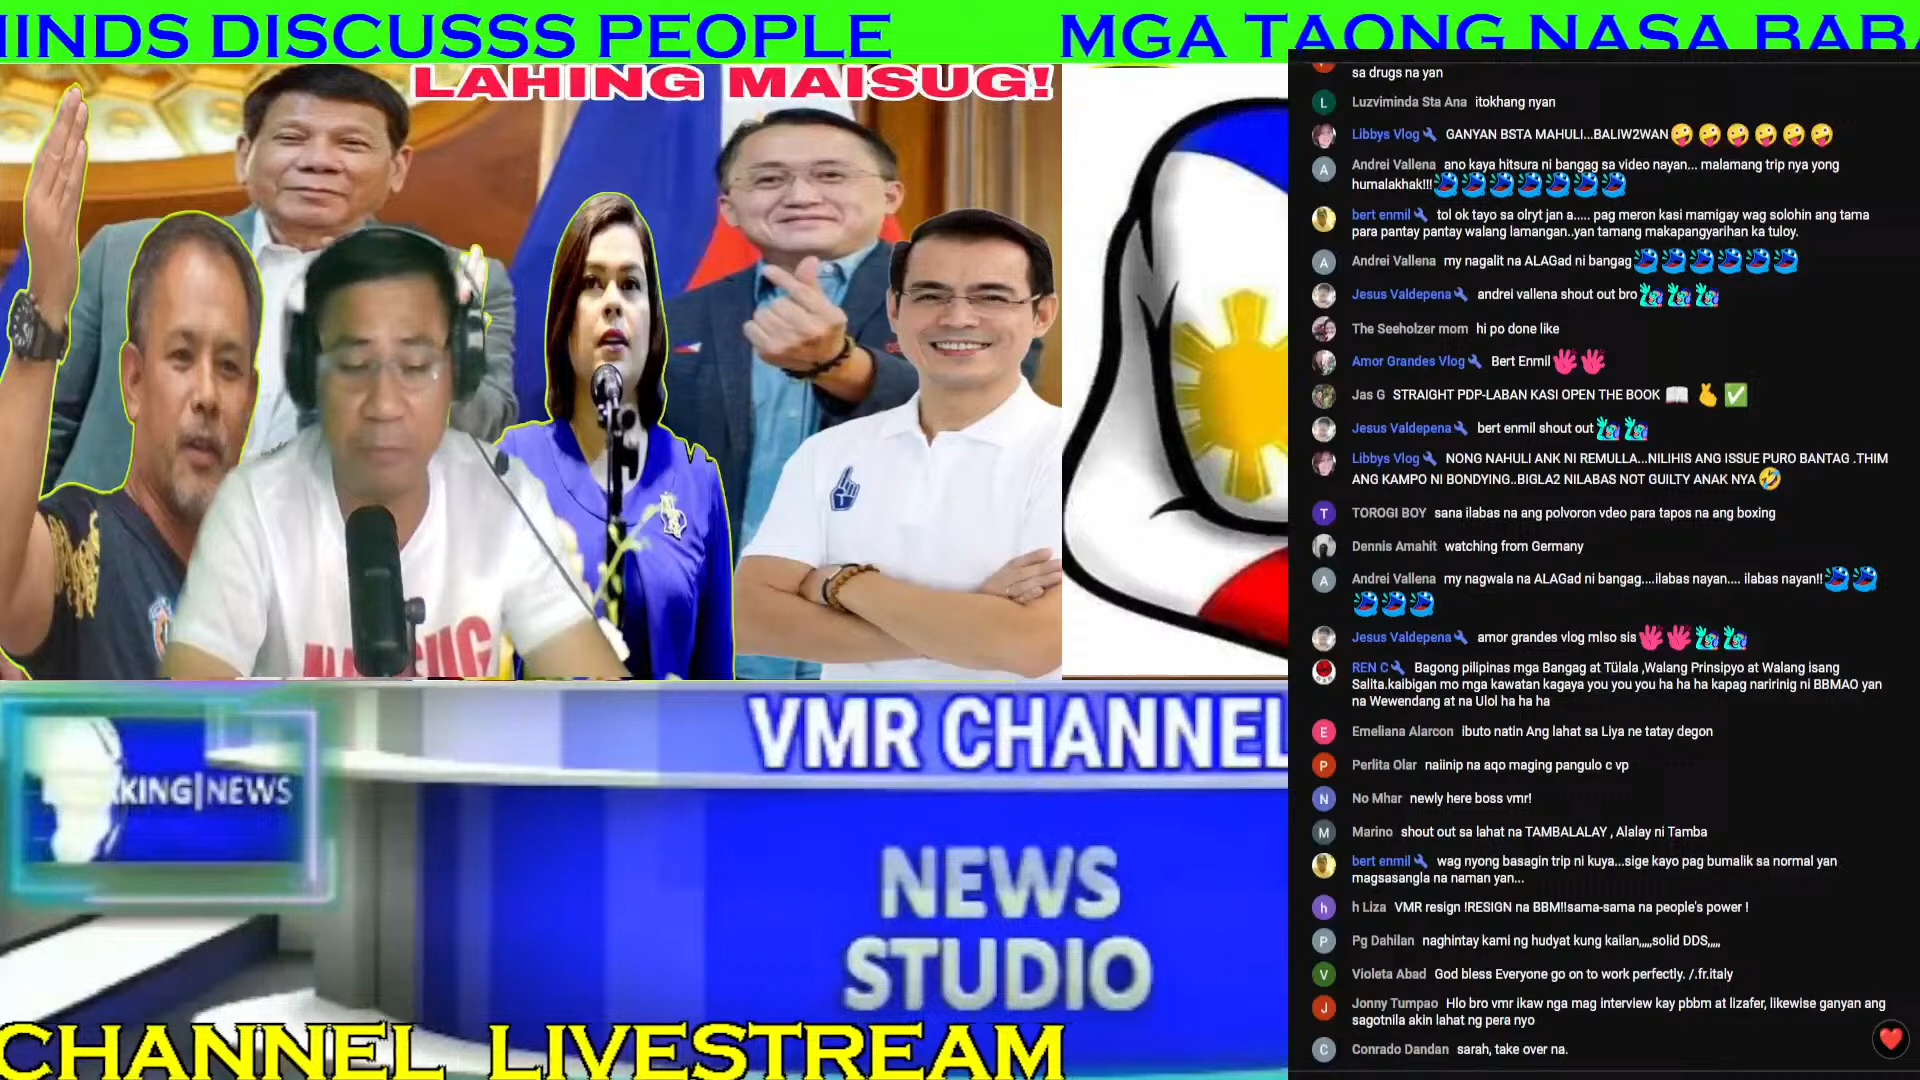 INDS DISCUSSS PEOPLE MGA TAONG NASA BABA
LAHING MAISUG!
VMR CHANNEL
KING|NEWS
NEWS
STUDIO
CHANNEL LIVESTREAM
sa drugs na yan
L Luzviminda Sta Ana itokhang nyan
Libbys Vlog GANYAN BSTA MAHULI...BALIW2WAN🤪🤪🤪🤪🤪🤪
A Andrei Vallena ano kaya hitsura ni bangag sa video nayan... malamang trip nya yong
humalakhak!!!
bert enmil tol ok tayo sa olryt jan a..... pag meron kasi mamigay wag solohin ang tama
para pantay pantay walang lamangan..yan tamang makapangyarihan ka tuloy.
A Andrei Vallena my nagalit na ALAGad ni bangag
Jesus Valdepena andrei vallena shout out bro
The Seeholzer mom hi po done like
Amor Grandes Vlog Bert Enmil
Jas G STRAIGHT PDP-LABAN KASI OPEN THE BOOK 📖 🫰 ✅
Jesus Valdepena bert enmil shout out
Libbys Vlog NONG NAHULI ANK NI REMULLA...NILIHIS ANG ISSUE PURO BANTAG .THIM
ANG KAMPO NI BONDYING..BIGLA2 NILABAS NOT GUILTY ANAK NYA 🤣
T TOROGI BOY sana ilabas na ang polvoron vdeo para tapos na ang boxing
Dennis Amahit watching from Germany
A Andrei Vallena my nagwala na ALAGad ni bangag....ilabas nayan.... ilabas nayan!!
Jesus Valdepena amor grandes vlog mlso sis
REN C Bagong pilipinas mga Bangag at Tülala ,Walang Prinsipyo at Walang isang
Salita.kaibigan mo mga kawatan kagaya you you you ha ha ha kapag naririnig ni BBMAO yan
na Wewendang at na Ulol ha ha ha
E Emeliana Alarcon ibuto natin Ang lahat sa Liya ne tatay degon
P Perlita Olar naiinip na aqo maging pangulo c vp
N No Mhar newly here boss vmr!
M Marino shout out sa lahat na TAMBALALAY , Alalay ni Tamba
bert enmil wag nyong basagin trip ni kuya...sige kayo pag bumalik sa normal yan
magsasangla na naman yan...
h h Liza VMR resign !RESIGN na BBM!!sama-sama na people's power !
P Pg Dahilan naghintay kami ng hudyat kung kailan,,,,,solid DDS,,,,,
V Violeta Abad God bless Everyone go on to work perfectly. /.fr.italy
J Jonny Tumpao Hlo bro vmr ikaw nga mag interview kay pbbm at lizafer, likewise ganyan ang
sagotnila akin lahat ng pera nyo
C Conrado Dandan sarah, take over na.